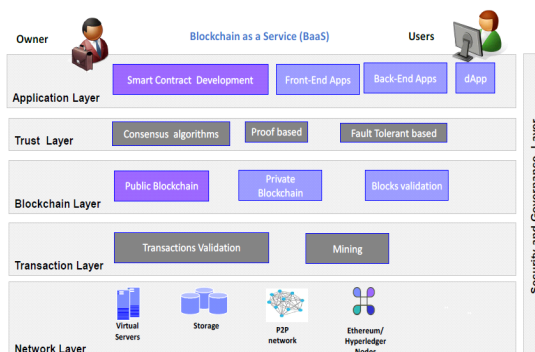 Owner
Blockchain as a Service (BaaS)
Users
Smart Contract Development
Front-End Apps
Back-End Apps
dApp
Application Layer
Consensus algorithms
Proof based
Fault Tolerant based
Trust Layer
Public Blockchain
Private
Blockchain
Blocks validation
Blockchain Layer
Transactions Validation
Mining
Transaction Layer
Virtual
Servers
Storage
P2P
network
Ethereum/
Hyperledger
Nodes
Network Layer
Security and Governance Layer